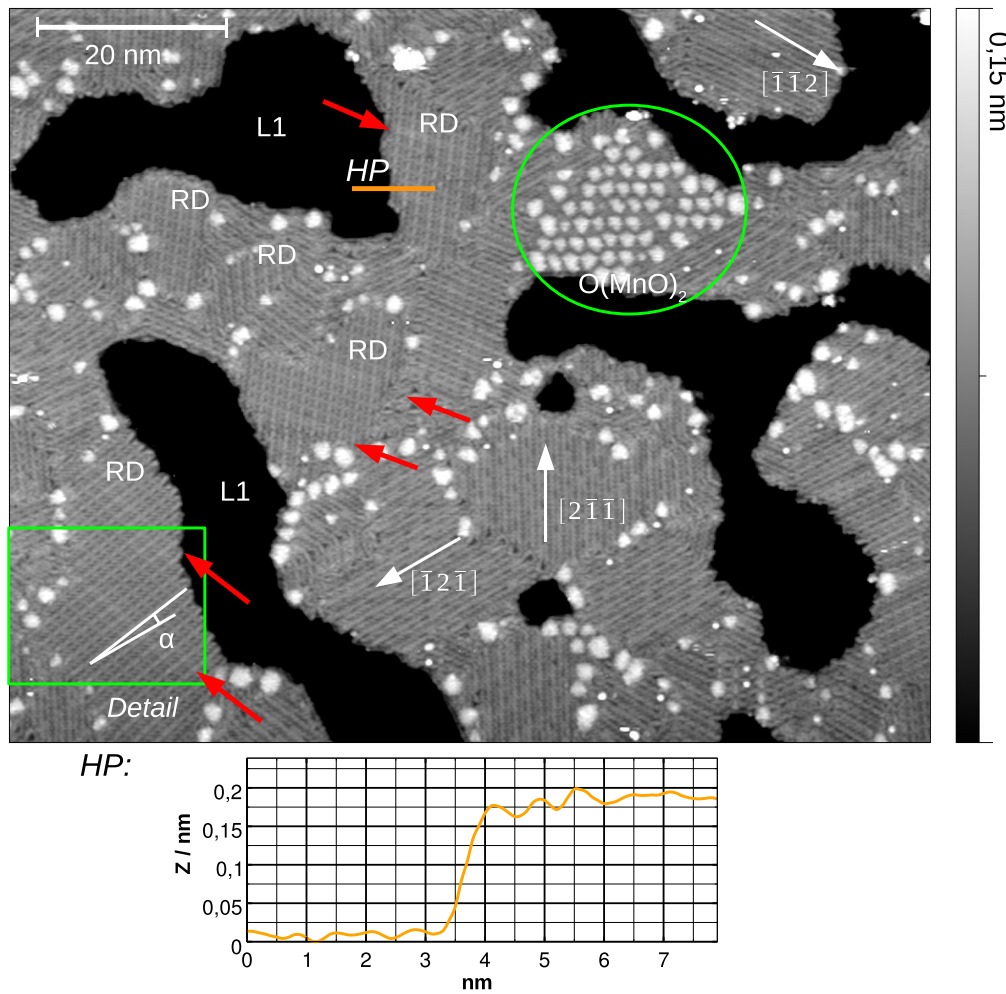 20 nm
[1̄1̄2]
0,15 nm
L1
RD
HP
RD
RD
O(MnO)₂
RD
RD
L1
[21̄1̄]
[1̄21̄]
α
Detail
HP:
0,2
0,15
0,1
0,05
0
Z / nm
0 1 2 3 4 5 6 7
nm